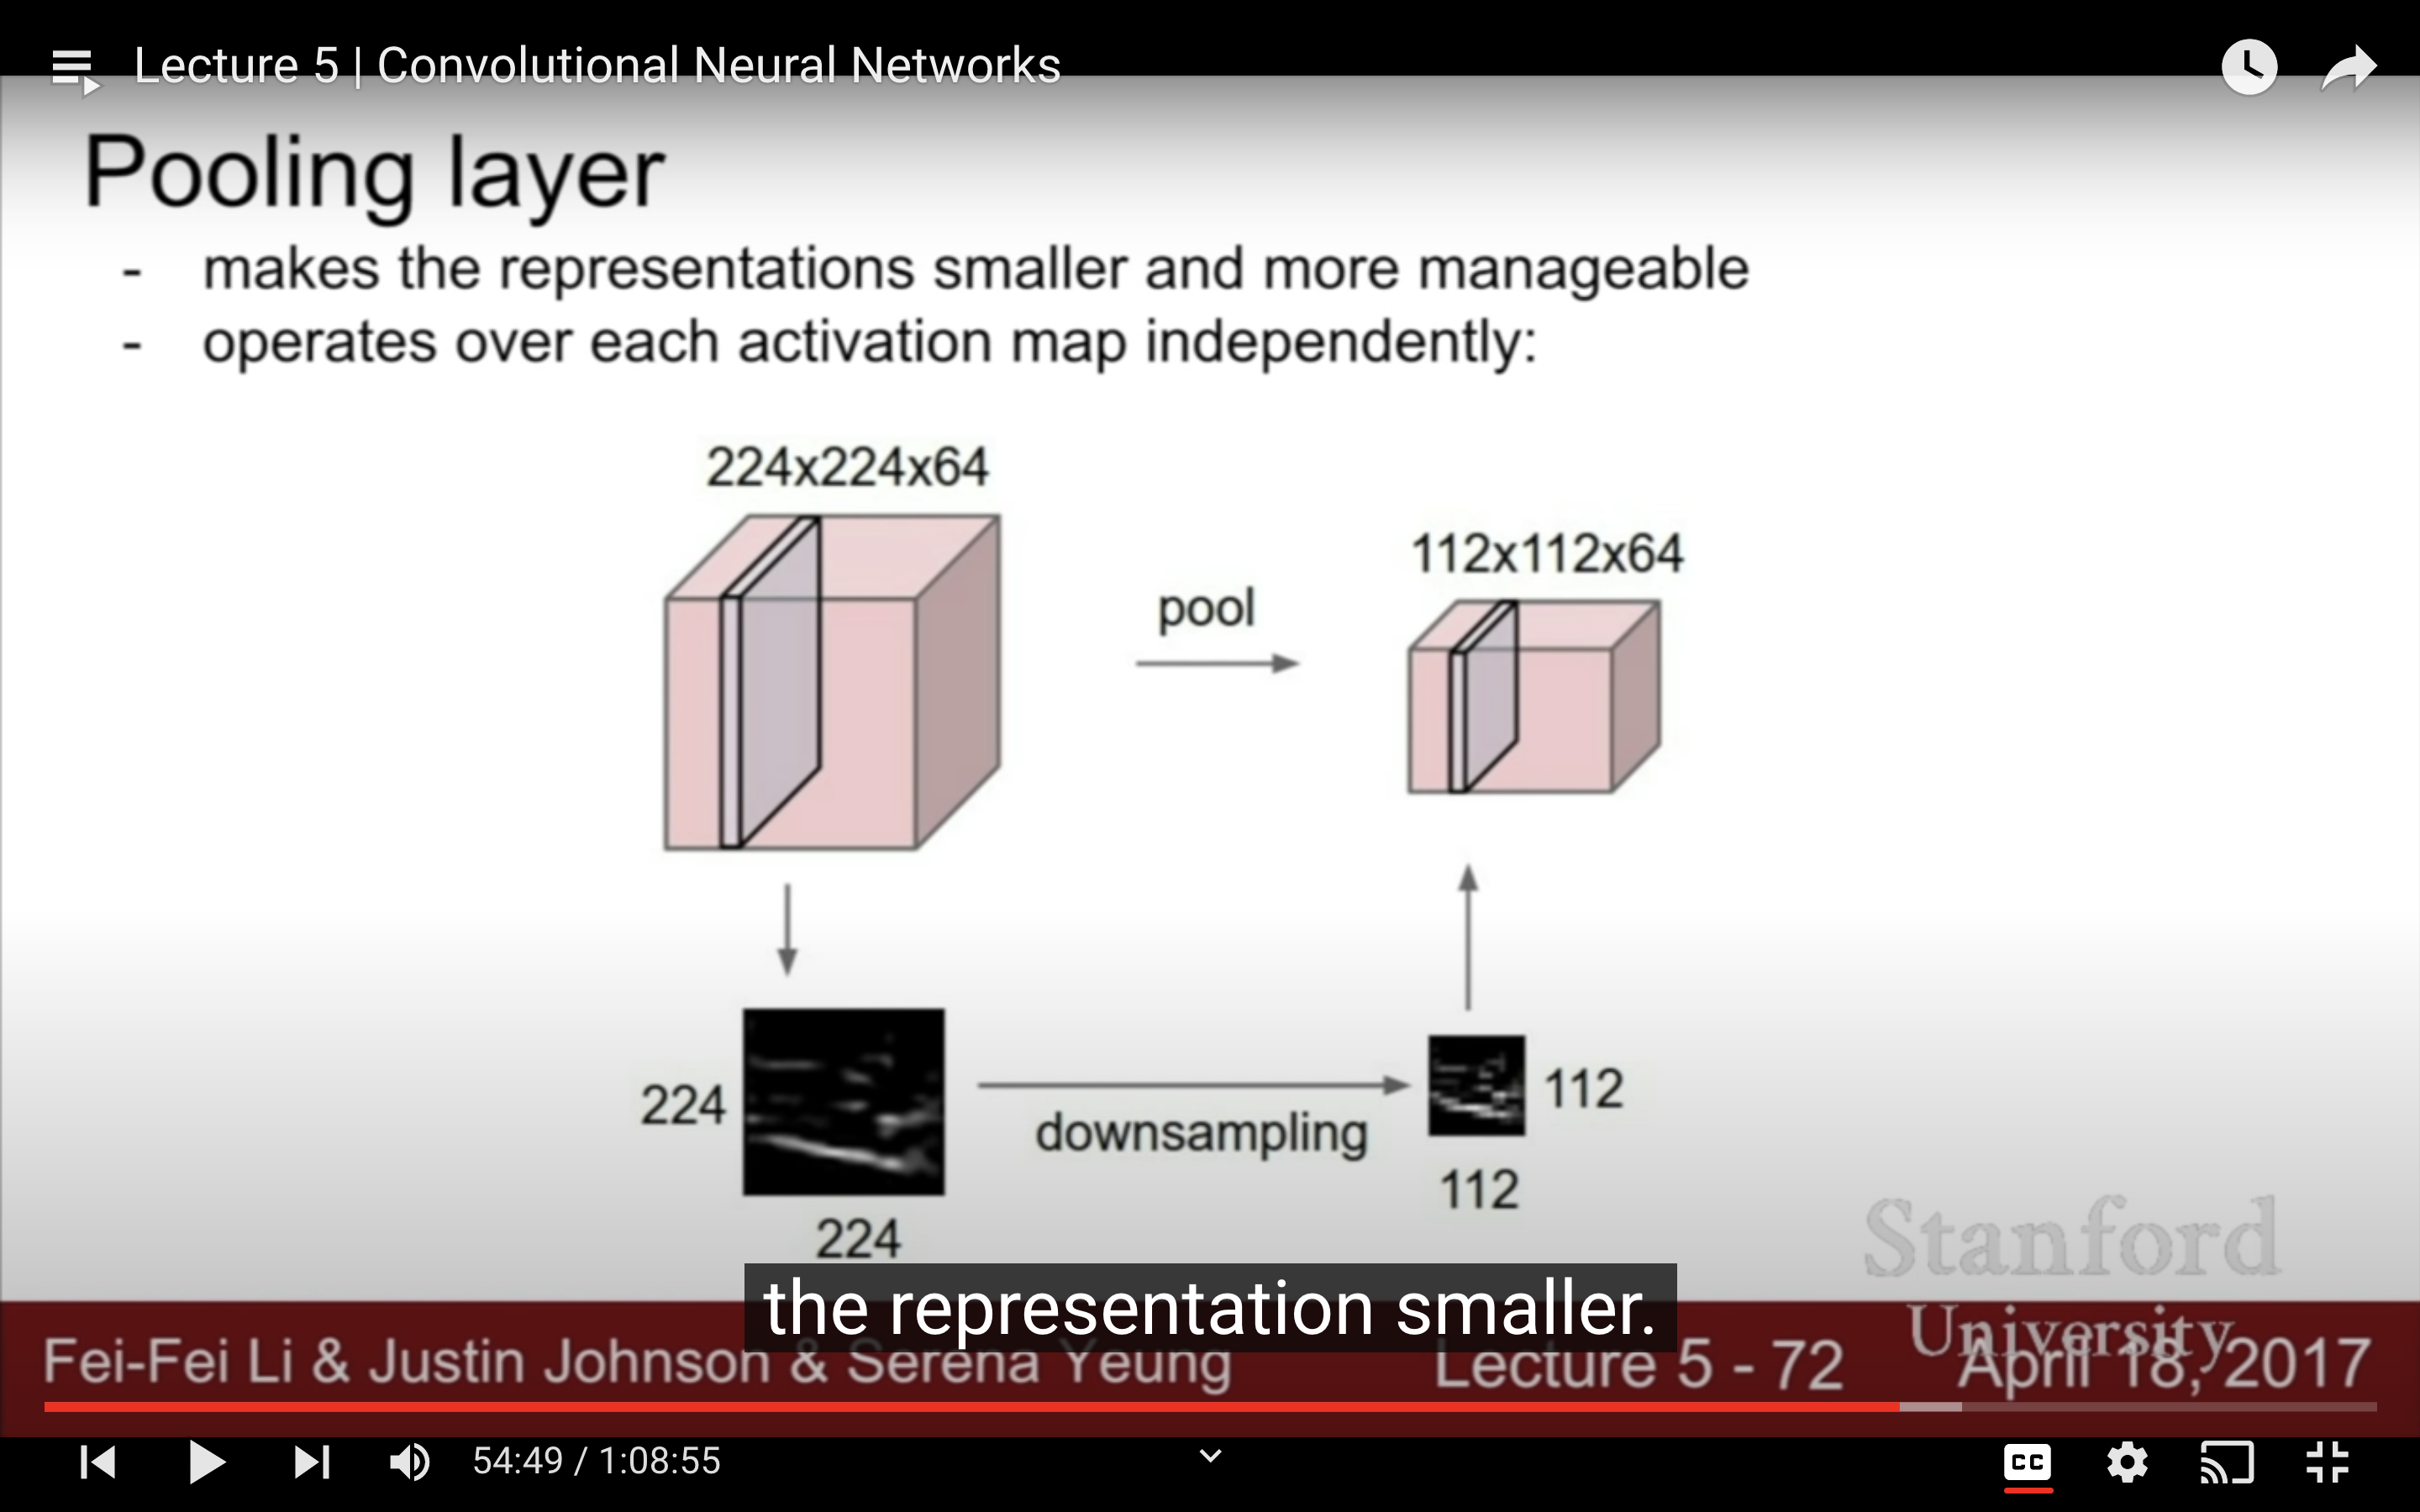 Lecture 5 | Convolutional Neural Networks
Pooling layer
- makes the representations smaller and more manageable
- operates over each activation map independently:
224x224x64
112x112x64
pool
224
downsampling
112
112
224
Stanford
University
the representation smaller.
Fei-Fei Li & Justin Johnson & Serena Yeung
Lecture 5 - 72
April 18, 2017
54:49 / 1:08:55
CC